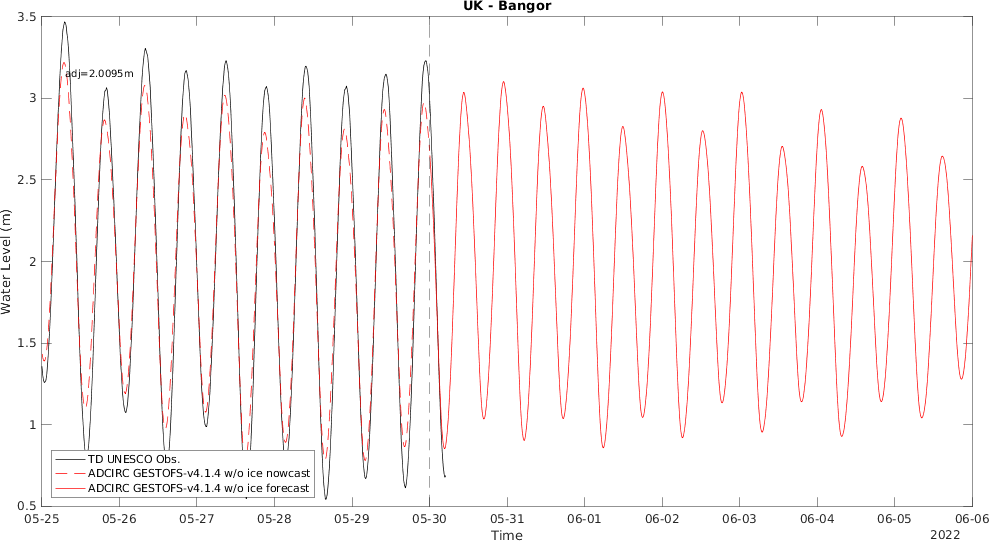 UK - Bangor
adj=2.0095m
3.5
3
2.5
2
1.5
1
0.5
Water Level (m)
TD UNESCO Obs.
ADCIRC GESTOFS-v4.1.4 w/o ice nowcast
ADCIRC GESTOFS-v4.1.4 w/o ice forecast
05-25 05-26 05-27 05-28 05-29 05-30 05-31 06-01 06-02 06-03 06-04 06-05 06-06
Time
2022